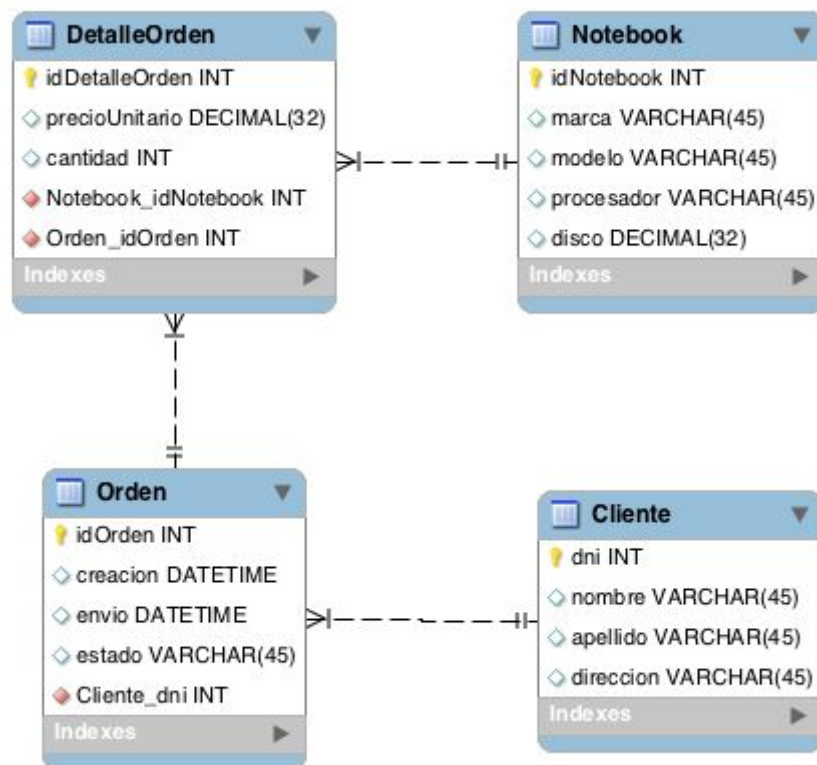 DetalleOrden
idDetalleOrden INT
precioUnitario DECIMAL(32)
cantidad INT
Notebook_idNotebook INT
Orden_idOrden INT
Indexes
Notebook
idNotebook INT
marca VARCHAR(45)
modelo VARCHAR(45)
procesador VARCHAR(45)
disco DECIMAL(32)
Indexes
Orden
idOrden INT
creacion DATETIME
envio DATETIME
estado VARCHAR(45)
Cliente_dni INT
Indexes
Cliente
dni INT
nombre VARCHAR(45)
apellido VARCHAR(45)
direccion VARCHAR(45)
Indexes